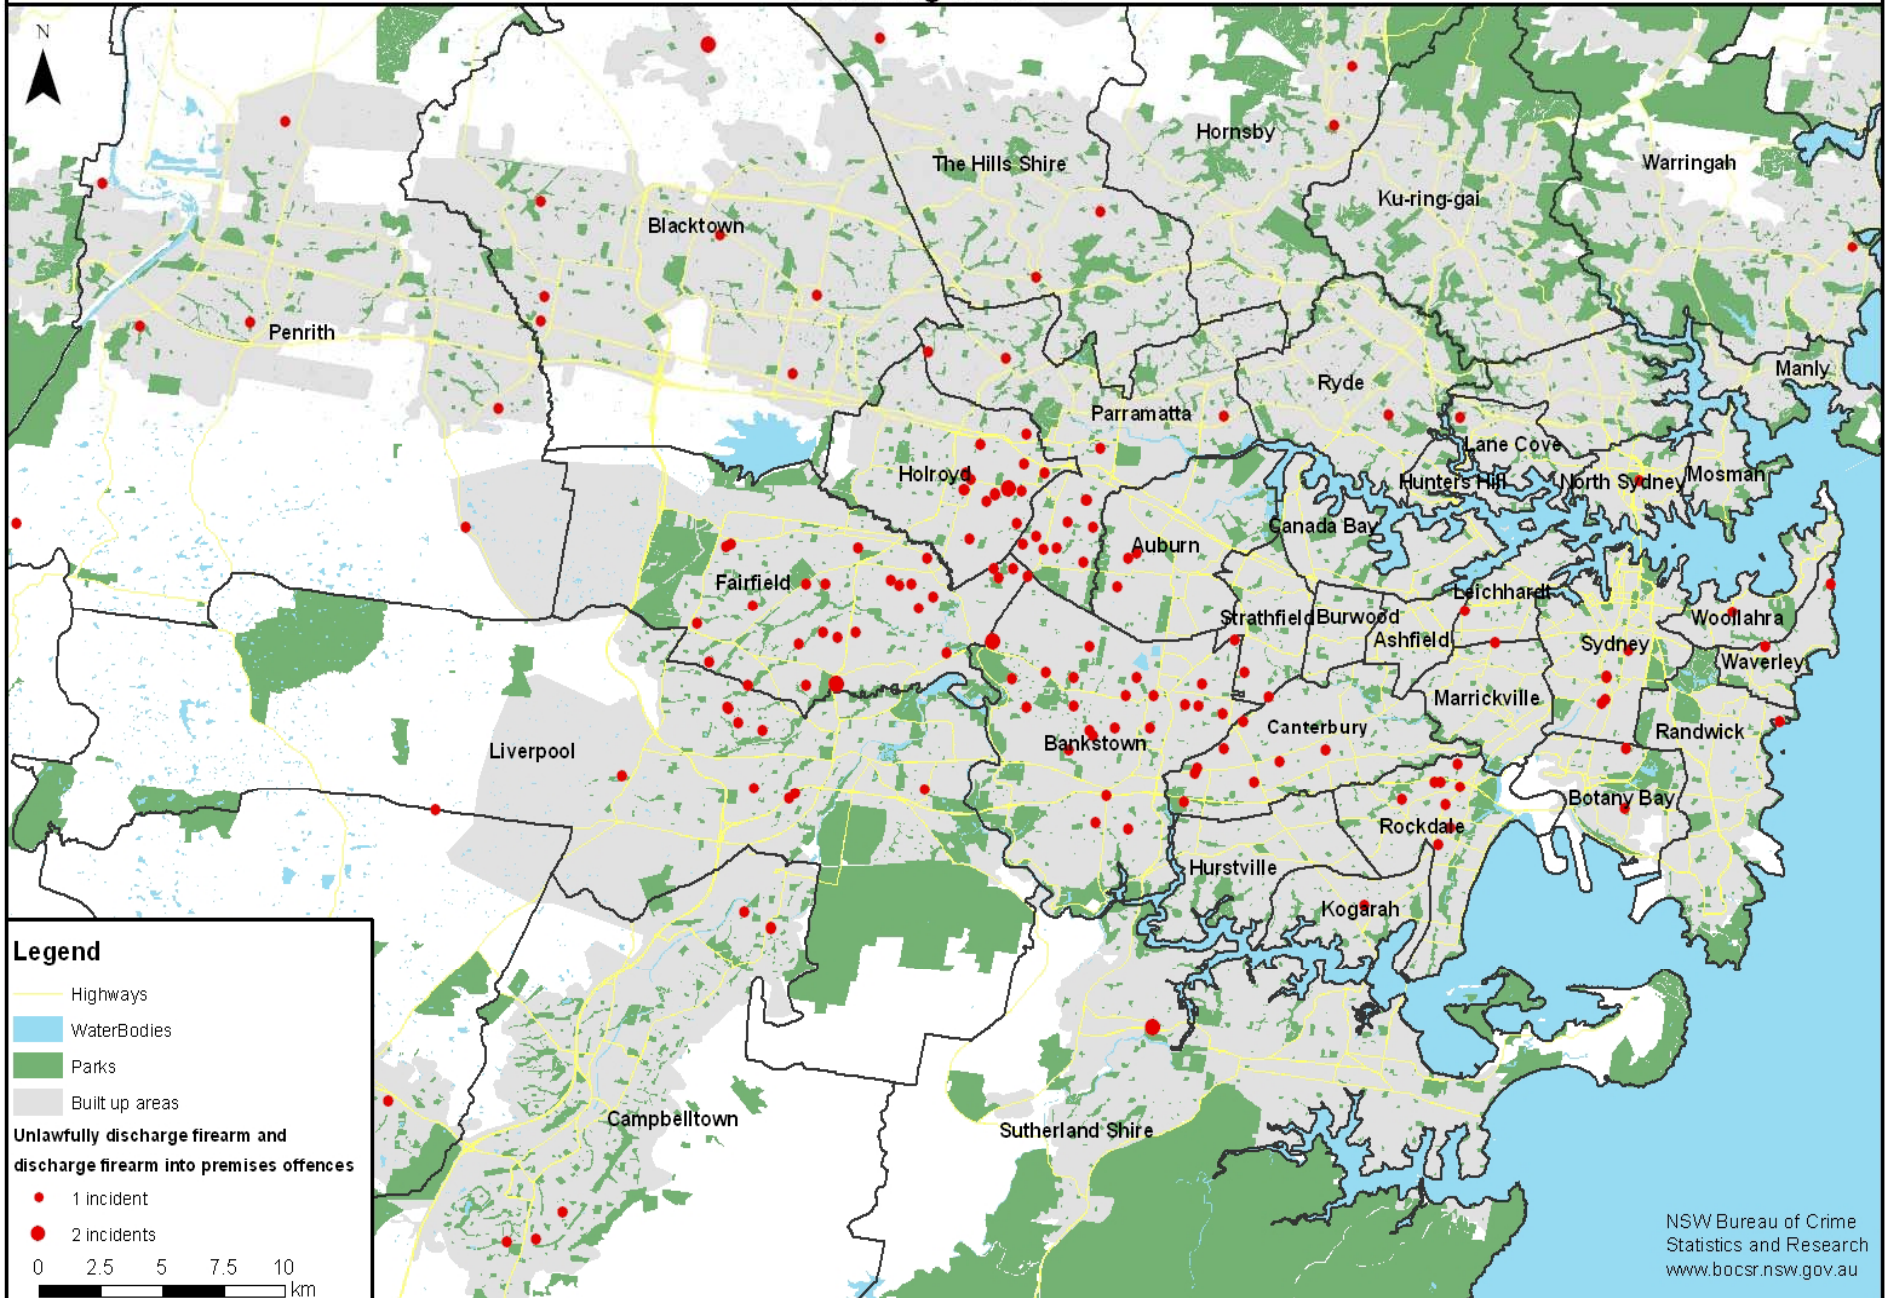 N
Hornsby
The Hills Shire
Warringah
Ku-ring-gai
Blacktown
Penrith
Manly
Ryde
Parramatta
Lane Cove
Holroyd
Hunters Hill
North Sydney
Mosman
Canada Bay
Auburn
Fairfield
Leichhardt
Strathfield
Burwood
Woollahra
Ashfield
Sydney
Waverley
Marrickville
Canterbury
Randwick
Bankstown
Liverpool
Botany Bay
Rockdale
Hurstville
Kogarah
Campbelltown
Sutherland Shire
Legend
Highways
WaterBodies
Parks
Built up areas
Unlawfully discharge firearm and
discharge firearm into premises offences
1 incident
2 incidents
0 2.5 5 7.5 10
km
NSW Bureau of Crime
Statistics and Research
www.bocsr.nsw.gov.au